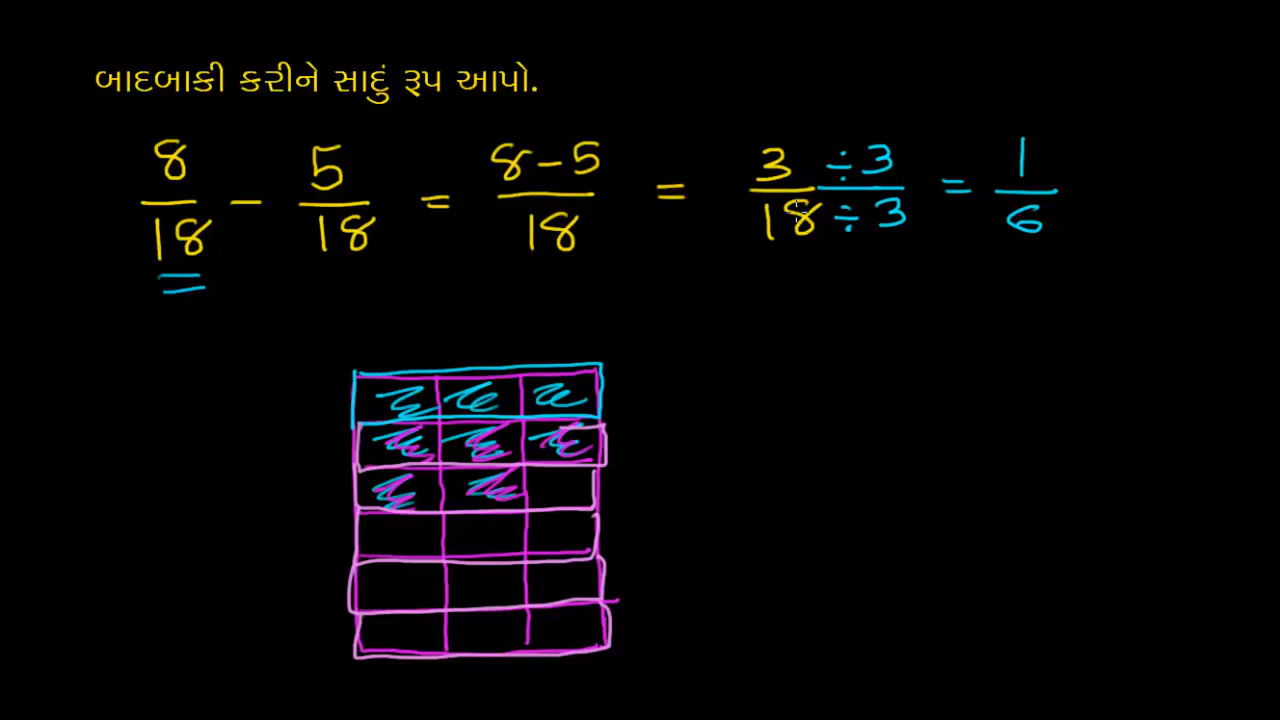 બાદબાકી કરીને સાદું રૂપ આપો.
8/18 - 5/18 = 8-5/18 = 3÷3/18÷3 = 1/6